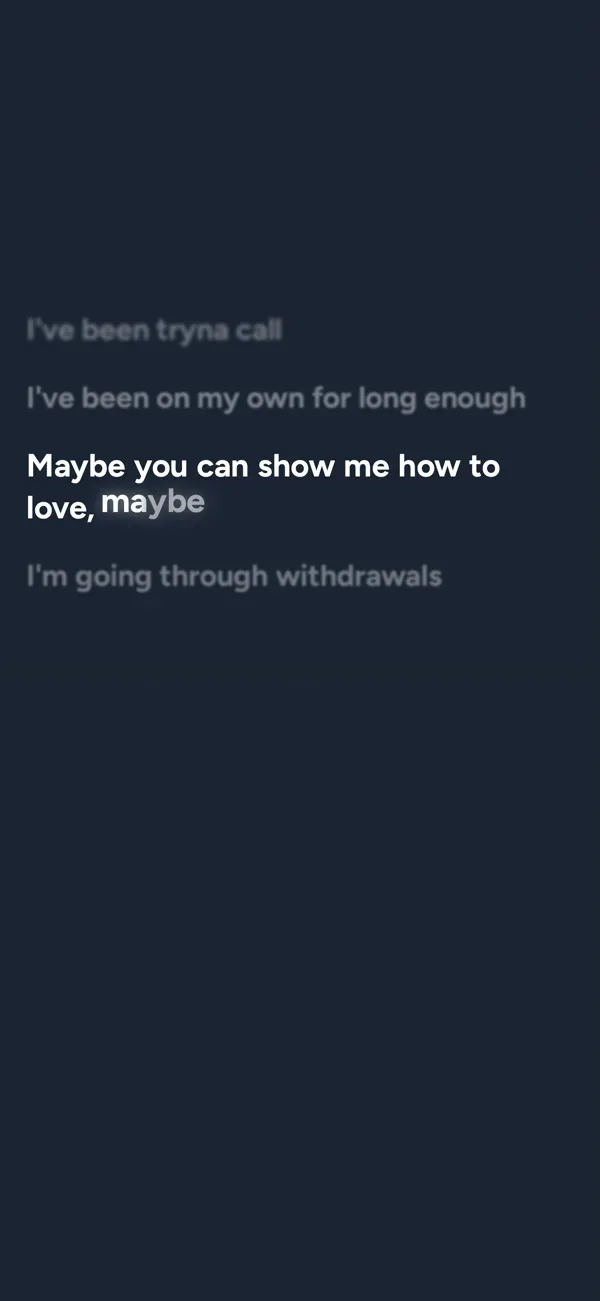 I've been tryna call
I've been on my own for long enough
Maybe you can show me how to
love, maybe
I'm going through withdrawals